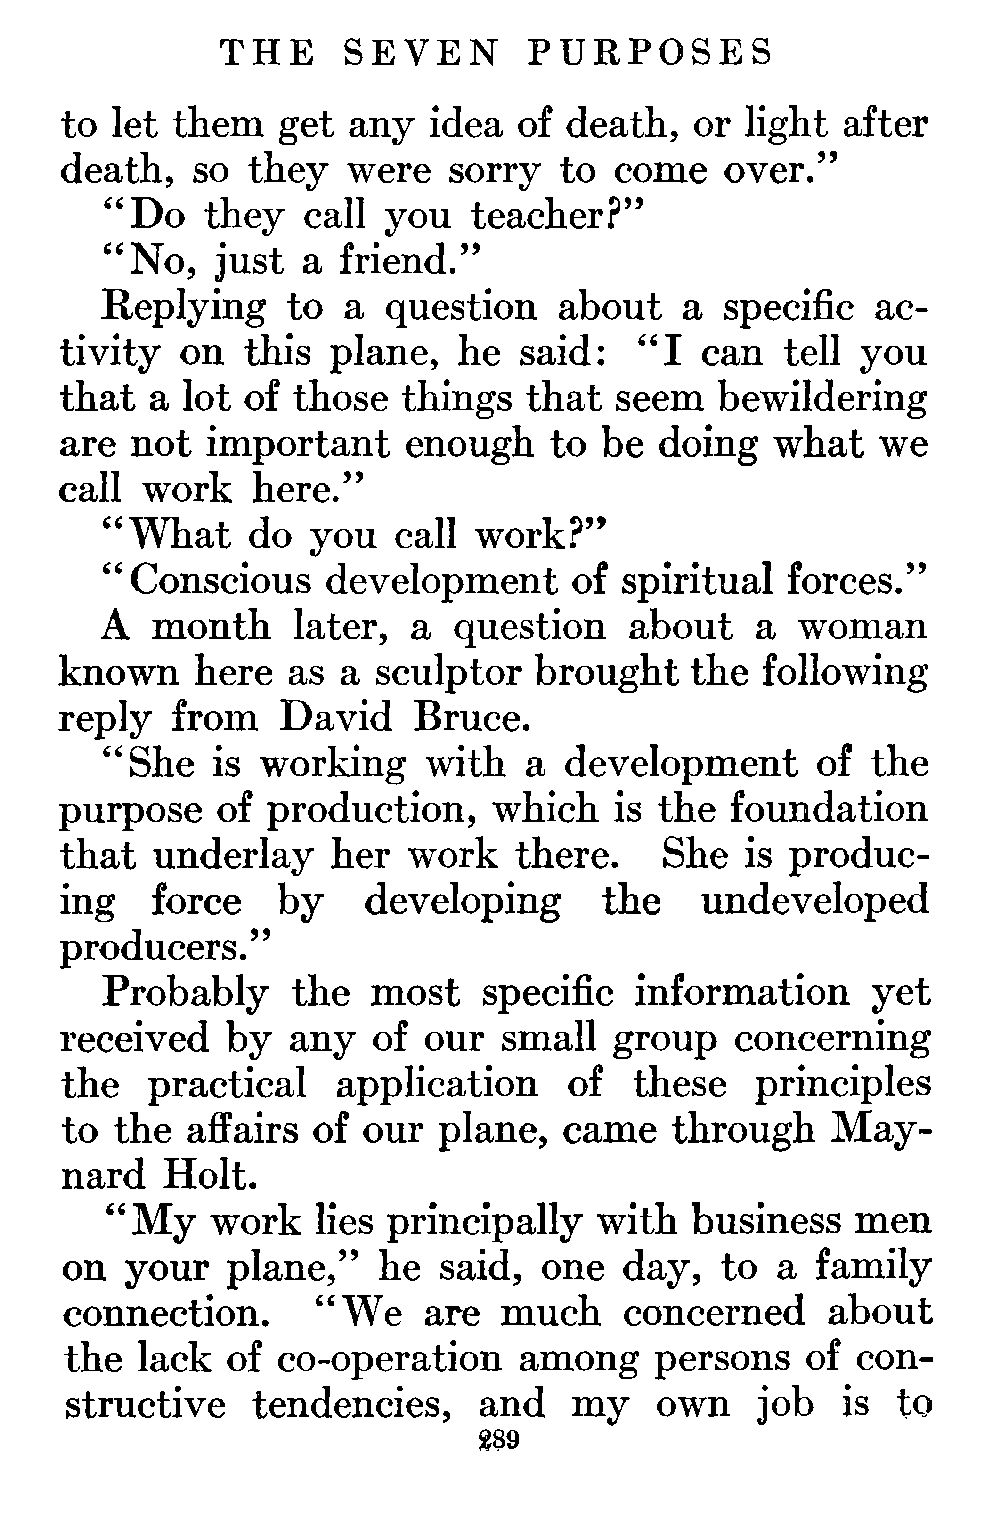 THE SEVEN PURPOSES
to let them get any idea of death, or light after
death, so they were sorry to come over."
"Do they call you teacher?"
"No, just a friend."
Replying to a question about a specific ac-
tivity on this plane, he said: "I can tell you
that a lot of those things that seem bewildering
are not important enough to be doing what we
call work here."
"What do you call work?"
"Conscious development of spiritual forces."
A month later, a question about a woman
known here as a sculptor brought the following
reply from David Bruce.
"She is working with a development of the
purpose of production, which is the foundation
that underlay her work there. She is produc-
ing force by developing the undeveloped
producers."
Probably the most specific information yet
received by any of our small group concerning
the practical application of these principles
to the affairs of our plane, came through May-
nard Holt.
"My work lies principally with business men
on your plane," he said, one day, to a family
connection. "We are much concerned about
the lack of co-operation among persons of con-
structive tendencies, and my own job is to
289